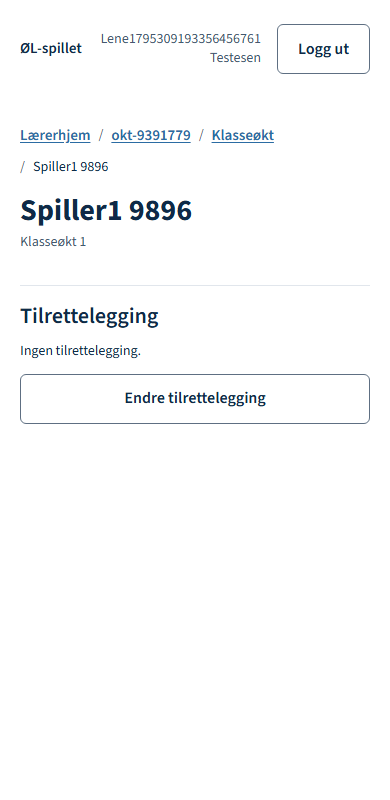 ØL-spillet
Lene1795309193356456761
Testesen
Logg ut
Lærerhjem / okt-9391779 / Klasseøkt
/ Spiller1 9896
Spiller1 9896
Klasseøkt 1
Tilrettelegging
Ingen tilrettelegging.
Endre tilrettelegging